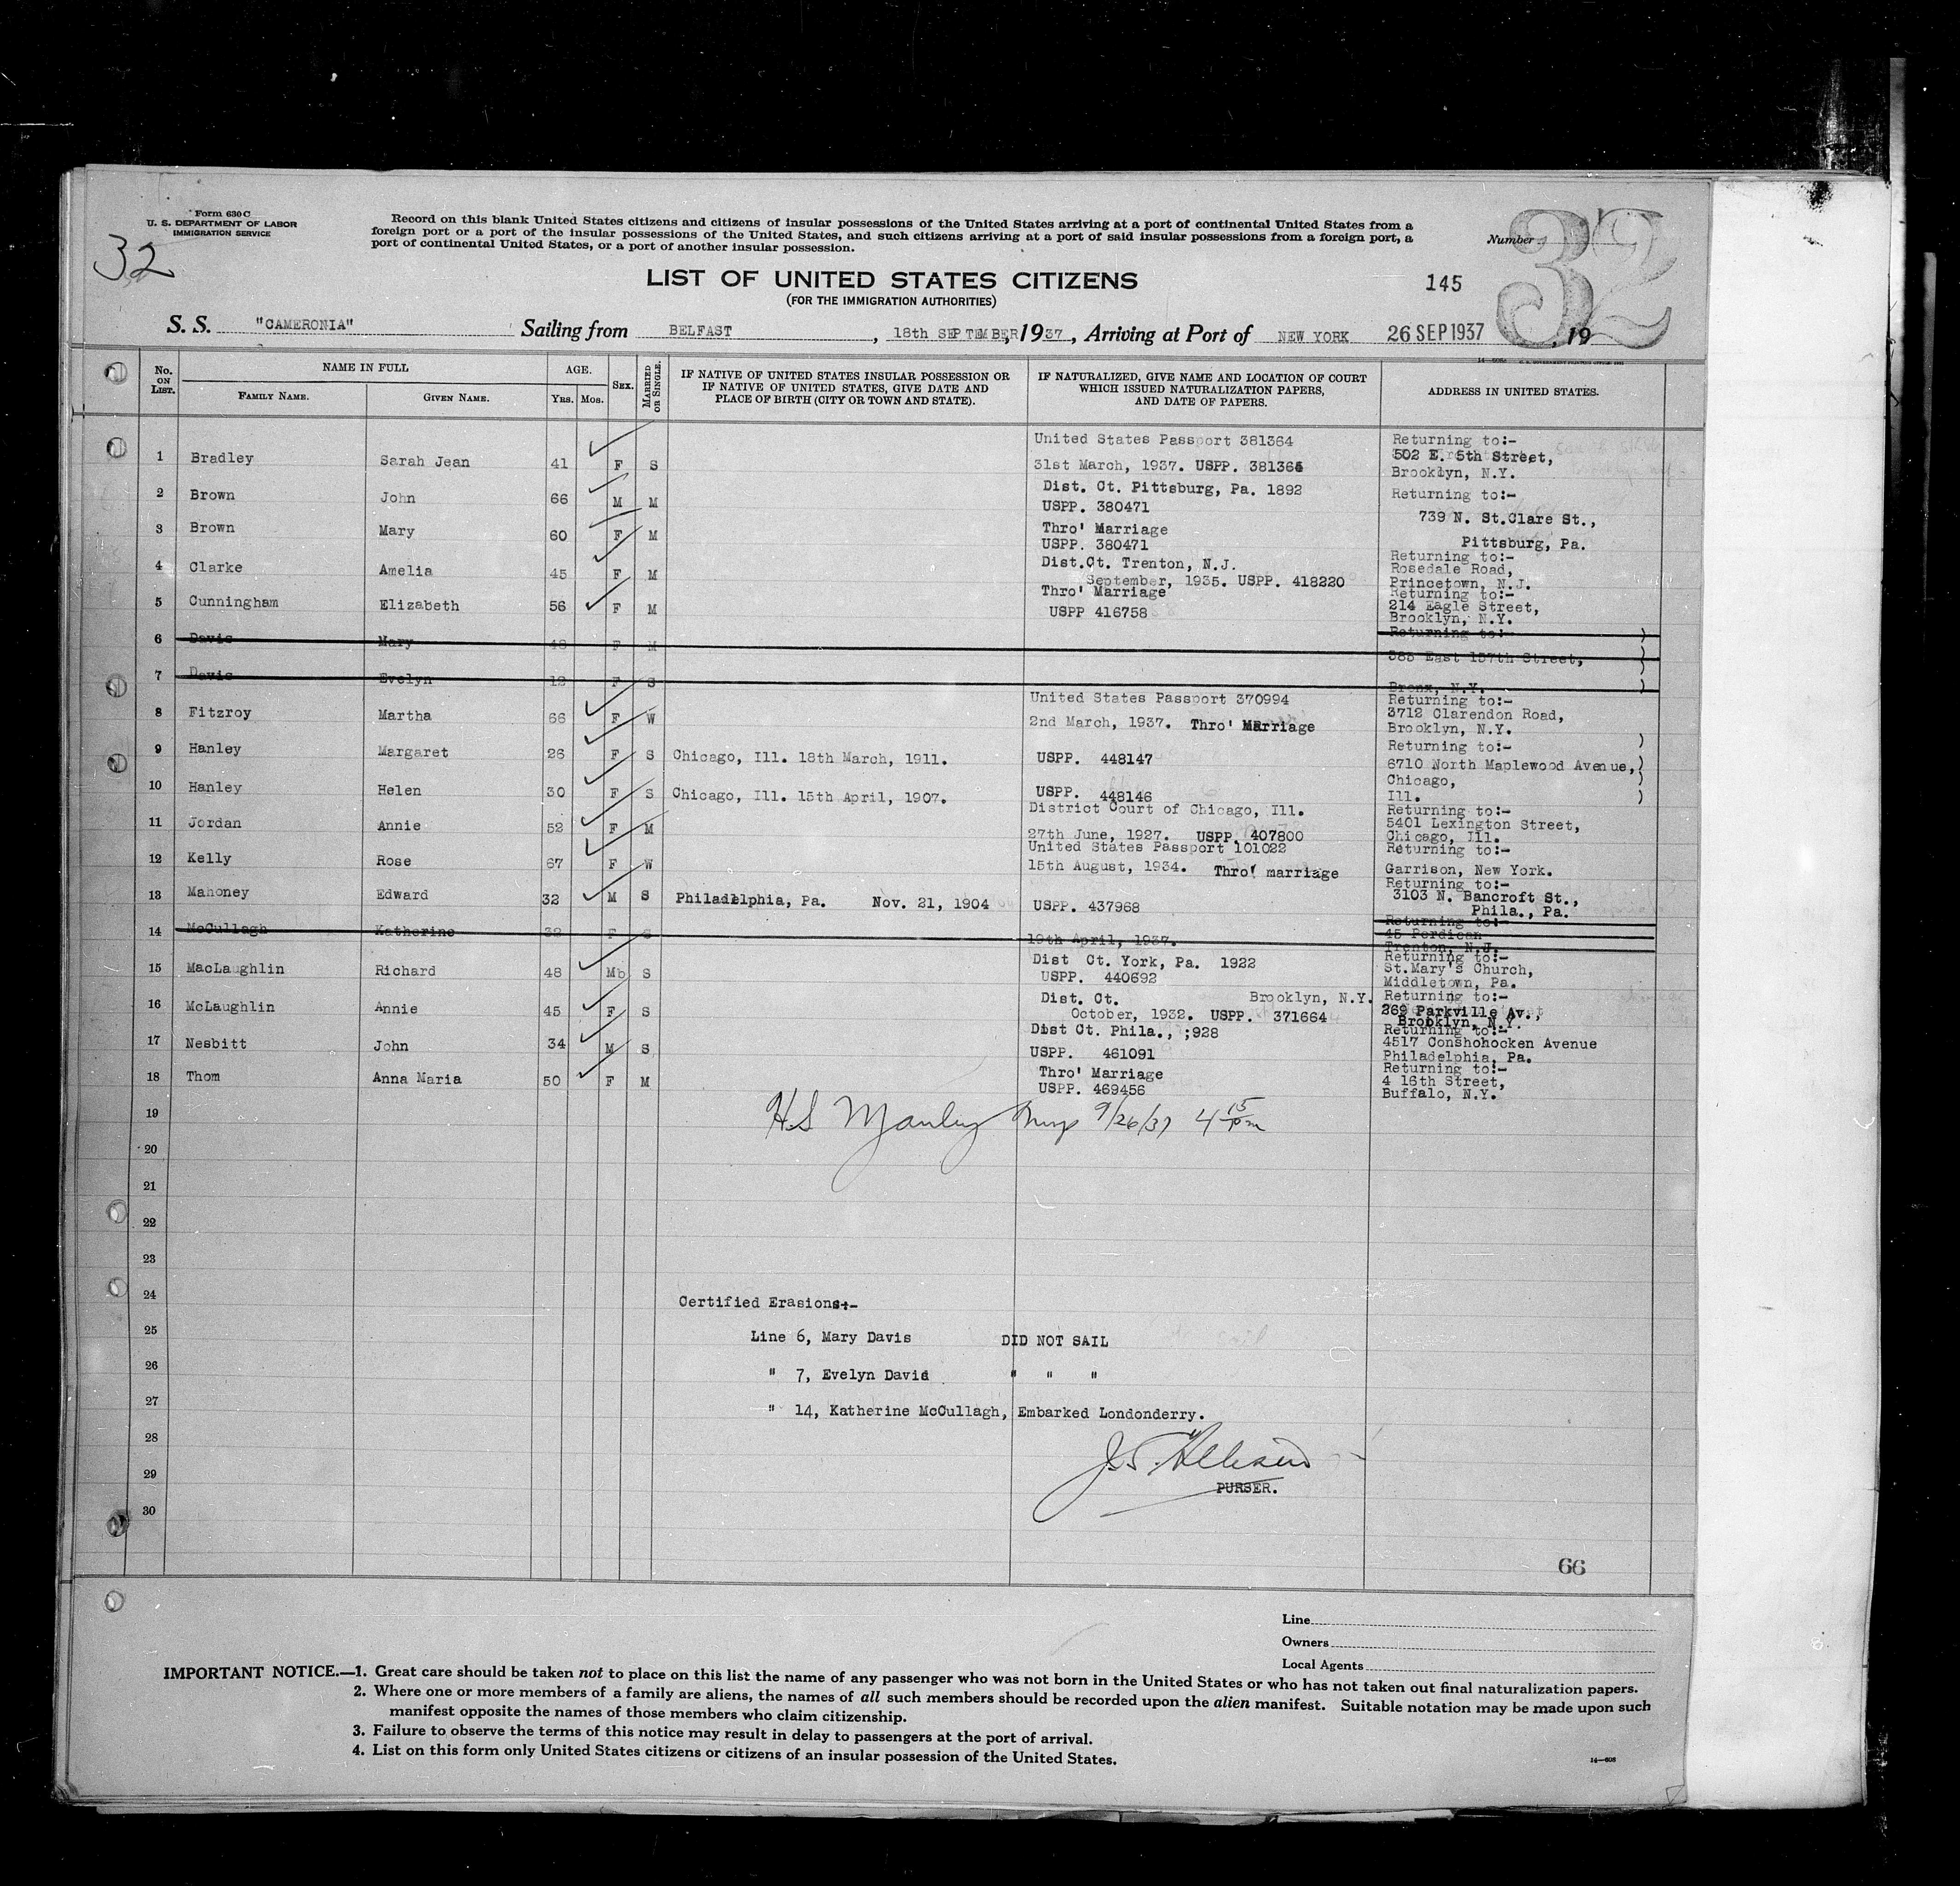 Form 630 C
U. S. DEPARTMENT OF LABOR
IMMIGRATION SERVICE
32
Record on this blank United States citizens and citizens of insular possessions of the United States arriving at a port of continental United States from a
foreign port or a port of the insular possessions of the United States, and such citizens arriving at a port of said insular possessions from a foreign port, a
port of continental United States, or a port of another insular possession.
Number 32
LIST OF UNITED STATES CITIZENS
(FOR THE IMMIGRATION AUTHORITIES)
145
S. S. "CAMERONIA" Sailing from BELFAST, 18th SEPTEMBER, 1937, Arriving at Port of NEW YORK 26 SEP 1937, 19
No. ON LIST. NAME IN FULL AGE. SEX. MARRIED OR SINGLE. IF NATIVE OF UNITED STATES INSULAR POSSESSION OR IF NATIVE OF UNITED STATES, GIVE DATE AND PLACE OF BIRTH (CITY OR TOWN AND STATE). IF NATURALIZED, GIVE NAME AND LOCATION OF COURT WHICH ISSUED NATURALIZATION PAPERS, AND DATE OF PAPERS. ADDRESS IN UNITED STATES.
FAMILY NAME. GIVEN NAME. YRS. MOS.
United States Passport 381364 Returning to:-
1 Bradley Sarah Jean 41 F S 31st March, 1937. USPP. 381364 502 E. 5th Street,
Brooklyn, N.Y.
2 Brown John 66 M M Dist. Ct. Pittsburg, Pa. 1892 Returning to:-
USPP. 380471
739 N. St.Clare St.,
3 Brown Mary 60 F M Thro' Marriage
USPP. 380471 Pittsburg, Pa.
4 Clarke Amelia 45 F M Dist.Ct. Trenton, N.J. Returning to:-
Rosedale Road,
September, 1935. USPP. 418220 Princetown, N.J.
5 Cunningham Elizabeth 56 F M Thro' Marriage Returning to:-
USPP 416758 214 Eagle Street,
Brooklyn, N.Y.
6 Davis Mary 48 F M Returning to:-
385 East 157th Street,
7 Davis Evelyn 12 F S Bronx, N.Y.
United States Passport 370994 Returning to:-
8 Fitzroy Martha 66 F W 2nd March, 1937. Thro' Marriage 3712 Clarendon Road,
Brooklyn, N.Y.
9 Hanley Margaret 26 F S Chicago, Ill. 18th March, 1911. USPP. 448147 Returning to:-
6710 North Maplewood Avenue,
10 Hanley Helen 30 F S Chicago, Ill. 15th April, 1907. USPP. 448146 Chicago,
Ill.
District Court of Chicago, Ill. Returning to:-
11 Jordan Annie 52 F M 27th June, 1927. USPP. 407800 5401 Lexington Street,
Chicago, Ill.
United States Passport 101022 Returning to:-
12 Kelly Rose 67 F W 15th August, 1934. Thro' marriage Garrison, New York.
Returning to:-
13 Mahoney Edward 32 M S Philadelphia, Pa. Nov. 21, 1904 USPP. 437968 3103 N. Bancroft St.,
Phila., Pa.
Returning to:-
14 McCullagh Katherine 32 F S 19th April, 1937. 45 Perdican
Trenton, N.J.
15 MacLaughlin Richard 48 M S Dist Ct. York, Pa. 1922 Returning to:-
USPP. 440692 St.Mary's Church,
Middletown, Pa.
16 McLaughlin Annie 45 F S Dist. Ct. Brooklyn, N.Y. Returning to:-
October, 1932. USPP. 371664 269 Parkville Av.,
Brooklyn, N.Y.
17 Nesbitt John 34 M S Dist Ct. Phila., ;928 Returning to:-
USPP. 461091 4517 Conshohocken Avenue
Philadelphia, Pa.
18 Thom Anna Maria 50 F M Thro' Marriage Returning to:-
USPP. 469456 4 16th Street,
Buffalo, N.Y.
19 HS Manley 9/26/37 4 15 pm
20
21
22
23
24
Certified Erasions:-
25 Line 6, Mary Davis DID NOT SAIL
26 " 7, Evelyn David " " "
27 " 14, Katherine McCullagh, Embarked Londonderry.
28
29
PURSER.
30
66
Line
Owners
Local Agents
IMPORTANT NOTICE.—1. Great care should be taken not to place on this list the name of any passenger who was not born in the United States or who has not taken out final naturalization papers.
2. Where one or more members of a family are aliens, the names of all such members should be recorded upon the alien manifest. Suitable notation may be made upon such
manifest opposite the names of those members who claim citizenship.
3. Failure to observe the terms of this notice may result in delay to passengers at the port of arrival.
4. List on this form only United States citizens or citizens of an insular possession of the United States.